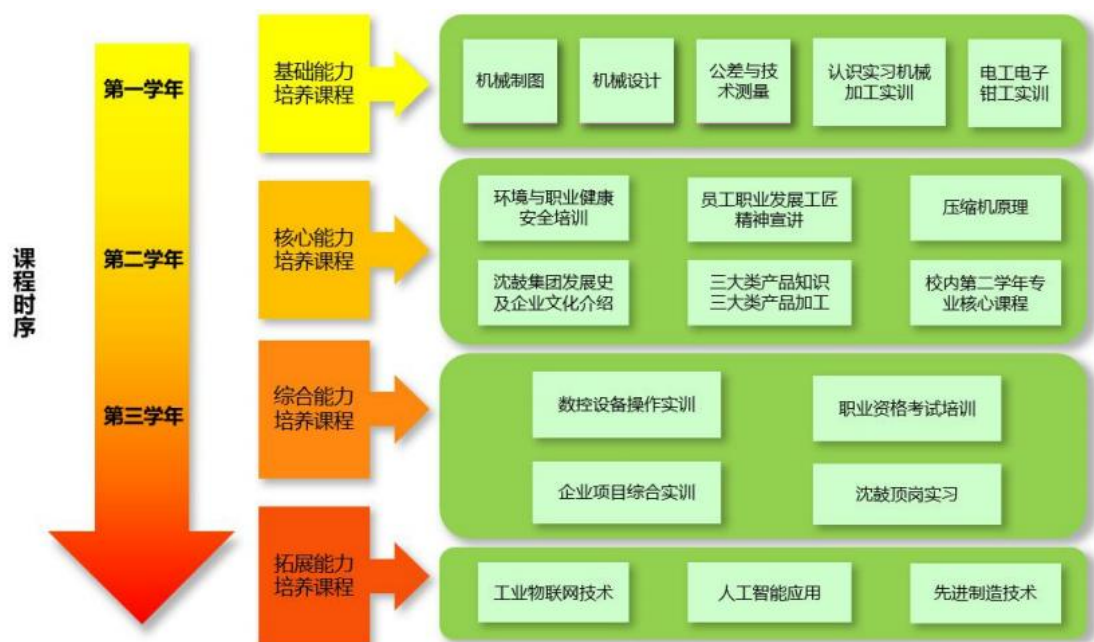 课程时序
第一学年
第二学年
第三学年
基础能力
培养课程
机械制图
机械设计
公差与技
术测量
认识实习机械
加工实训
电工电子
钳工实训
核心能力
培养课程
环境与职业健康
安全培训
员工职业发展工匠
精神宣讲
压缩机原理
沈鼓集团发展史
及企业文化介绍
三大类产品知识
三大类产品加工
校内第二学年专
业核心课程
综合能力
培养课程
数控设备操作实训
职业资格考试培训
企业项目综合实训
沈鼓顶岗实习
拓展能力
培养课程
工业物联网技术
人工智能应用
先进制造技术